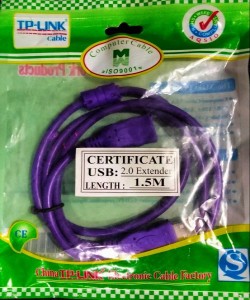 TP-LINK
cable
Computer Cable
M
>ISO9001<
CERTIFICATE
USB: 2.0 Extender
LENGTH: 1.5M
CE
China TP-LINK Electronic Cable Factory
S